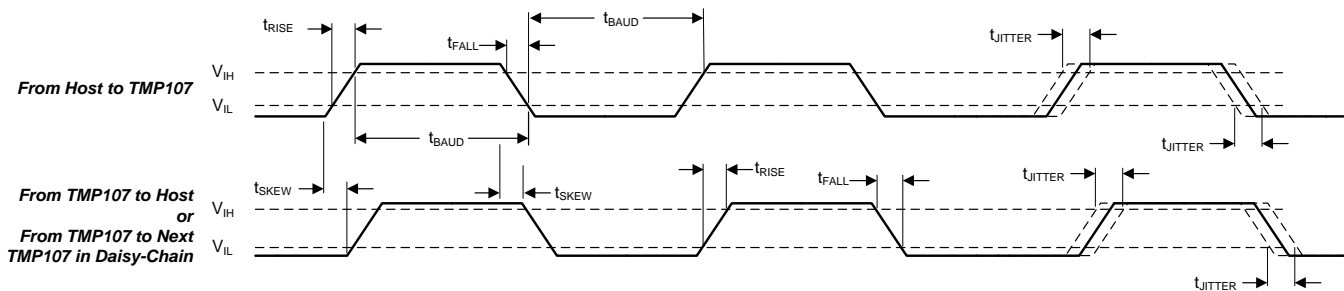 tRISE
tFALL
tBAUD
tJITTER
From Host to TMP107
VIH
VIL
tBAUD
tJITTER
tSKEW
tSKEW
tRISE
tFALL
tJITTER
From TMP107 to Host
or
From TMP107 to Next
TMP107 in Daisy-Chain
VIH
VIL
tJITTER